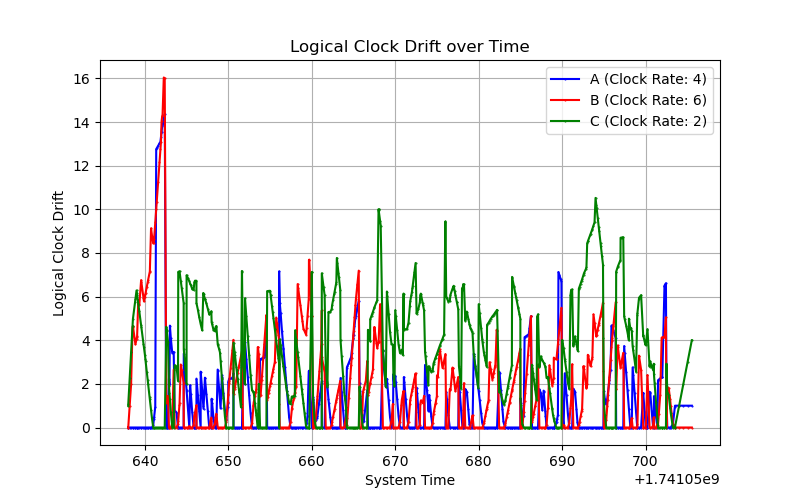 Logical Clock Drift over Time
A (Clock Rate: 4)
B (Clock Rate: 6)
C (Clock Rate: 2)
Logical Clock Drift
16
14
12
10
8
6
4
2
0
640 650 660 670 680 690 700
System Time
+1.74105e9